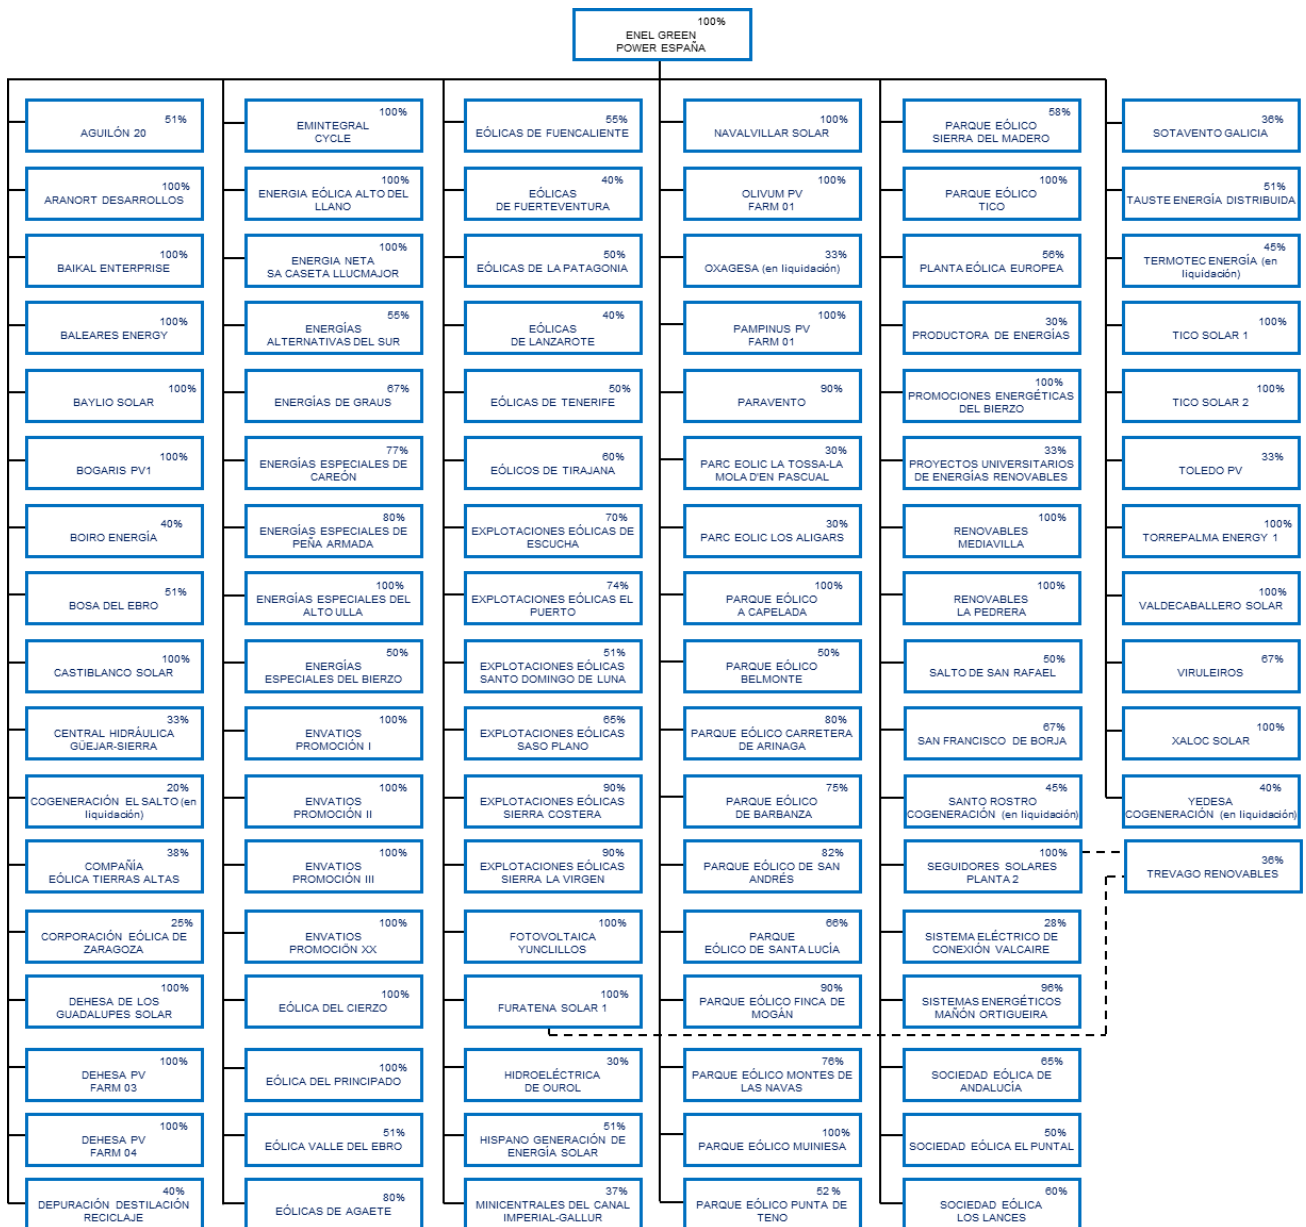 100%
ENEL GREEN
POWER ESPAÑA
51%
AGUILÓN 20
100%
ARANORT DESARROLLOS
100%
BAIKAL ENTERPRISE
100%
BALEARES ENERGY
100%
BAYLIO SOLAR
100%
BOGARIS PV1
40%
BOIRO ENERGÍA
51%
BOSA DEL EBRO
100%
CASTIBLANCO SOLAR
33%
CENTRAL HIDRÁULICA
GÜEJAR-SIERRA
20%
COGENERACIÓN EL SALTO (en
liquidación)
38%
COMPAÑÍA
EÓLICA TIERRAS ALTAS
25%
CORPORACIÓN EÓLICA DE
ZARAGOZA
100%
DEHESA DE LOS
GUADALUPES SOLAR
100%
DEHESA PV
FARM 03
100%
DEHESA PV
FARM 04
40%
DEPURACIÓN DESTILACIÓN
RECICLAJE
100%
EMINTEGRAL
CYCLE
100%
ENERGIA EÓLICA ALTO DEL
LLANO
100%
ENERGIA NETA
SA CASETA LLUCMAJOR
55%
ENERGÍAS
ALTERNATIVAS DEL SUR
67%
ENERGÍAS DE GRAUS
77%
ENERGÍAS ESPECIALES DE
CAREÓN
80%
ENERGÍAS ESPECIALES DE
PEÑA ARMADA
100%
ENERGÍAS ESPECIALES DEL
ALTO ULLA
50%
ENERGÍAS
ESPECIALES DEL BIERZO
100%
ENVATIOS
PROMOCIÓN I
100%
ENVATIOS
PROMOCIÓN II
100%
ENVATIOS
PROMOCIÓN III
100%
ENVATIOS
PROMOCIÓN XX
100%
EÓLICA DEL CIERZO
100%
EÓLICA DEL PRINCIPADO
51%
EÓLICA VALLE DEL EBRO
80%
EÓLICAS DE AGAETE
55%
EÓLICAS DE FUENCALIENTE
40%
EÓLICAS
DE FUERTEVENTURA
50%
EÓLICAS DE LA PATAGONIA
40%
EÓLICAS
DE LANZAROTE
50%
EÓLICAS DE TENERIFE
60%
EÓLICOS DE TIRAJANA
70%
EXPLOTACIONES EÓLICAS DE
ESCUCHA
74%
EXPLOTACIONES EÓLICAS EL
PUERTO
51%
EXPLOTACIONES EÓLICAS
SANTO DOMINGO DE LUNA
65%
EXPLOTACIONES EÓLICAS
SASO PLANO
90%
EXPLOTACIONES EÓLICAS
SIERRA COSTERA
90%
EXPLOTACIONES EÓLICAS
SIERRA LA VIRGEN
100%
FOTOVOLTAICA
YUNCLILLOS
100%
FURATENA SOLAR 1
30%
HIDROELÉCTRICA
DE OUROL
51%
HISPANO GENERACIÓN DE
ENERGÍA SOLAR
37%
MINICENTRALES DEL CANAL
IMPERIAL-GALLUR
100%
NAVALVILLAR SOLAR
100%
OLIVUM PV
FARM 01
33%
OXAGESA (en liquidación)
100%
PAMPINUS PV
FARM 01
90%
PARAVENTO
30%
PARC EOLIC LA TOSSA-LA
MOLA D'EN PASCUAL
30%
PARC EOLIC LOS ALIGARS
100%
PARQUE EÓLICO
A CAPELADA
50%
PARQUE EÓLICO
BELMONTE
80%
PARQUE EÓLICO CARRETERA
DE ARINAGA
75%
PARQUE EÓLICO
DE BARBANZA
82%
PARQUE EÓLICO DE SAN
ANDRÉS
66%
PARQUE
EÓLICO DE SANTA LUCÍA
90%
PARQUE EÓLICO FINCA DE
MOGÁN
76%
PARQUE EÓLICO MONTES DE
LAS NAVAS
100%
PARQUE EÓLICO MUINIESA
52 %
PARQUE EÓLICO PUNTA DE
TENO
58%
PARQUE EÓLICO
SIERRA DEL MADERO
100%
PARQUE EÓLICO
TICO
56%
PLANTA EÓLICA EUROPEA
30%
PRODUCTORA DE ENERGÍAS
100%
PROMOCIONES ENERGÉTICAS
DEL BIERZO
33%
PROYECTOS UNIVERSITARIOS
DE ENERGÍAS RENOVABLES
100%
RENOVABLES
MEDIAVILLA
100%
RENOVABLES
LA PEDRERA
50%
SALTO DE SAN RAFAEL
67%
SAN FRANCISCO DE BORJA
45%
SANTO ROSTRO
COGENERACIÓN (en liquidación)
100%
SEGUIDORES SOLARES
PLANTA 2
28%
SISTEMA ELÉCTRICO DE
CONEXIÓN VALCAIRE
96%
SISTEMAS ENERGÉTICOS
MAÑÓN ORTIGUEIRA
65%
SOCIEDAD EÓLICA DE
ANDALUCÍA
50%
SOCIEDAD EÓLICA EL PUNTAL
60%
SOCIEDAD EÓLICA
LOS LANCES
36%
SOTAVENTO GALICIA
51%
TAUSTE ENERGÍA DISTRIBUIDA
45%
TERMOTEC ENERGÍA (en
liquidación)
100%
TICO SOLAR 1
100%
TICO SOLAR 2
33%
TOLEDO PV
100%
TORREPALMA ENERGY 1
100%
VALDECABALLERO SOLAR
67%
VIRULEIROS
100%
XALOC SOLAR
40%
YEDESA
COGENERACIÓN (en liquidación)
36%
TREVAGO RENOVABLES